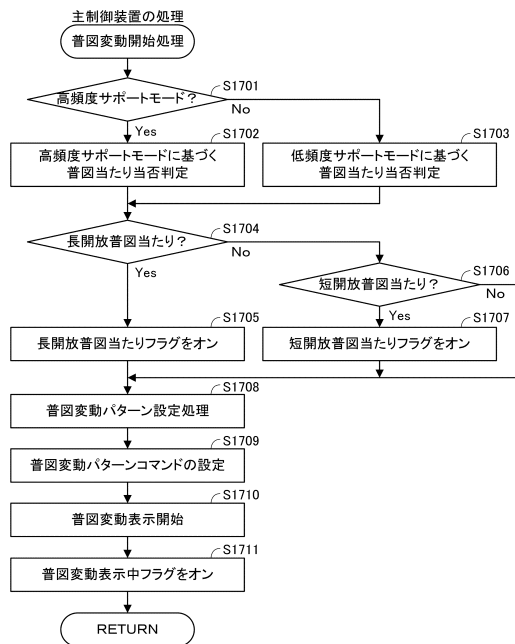 主制御装置の処理
普図変動開始処理
S1701
高頻度サポートモード?
No
Yes
S1702
高頻度サポートモードに基づく
普図当たり当否判定
S1703
低頻度サポートモードに基づく
普図当たり当否判定
S1704
長開放普図当たり?
No
Yes
S1706
短開放普図当たり?
No
Yes
S1705
長開放普図当たりフラグをオン
S1707
短開放普図当たりフラグをオン
S1708
普図変動パターン設定処理
S1709
普図変動パターンコマンドの設定
S1710
普図変動表示開始
S1711
普図変動表示中フラグをオン
RETURN